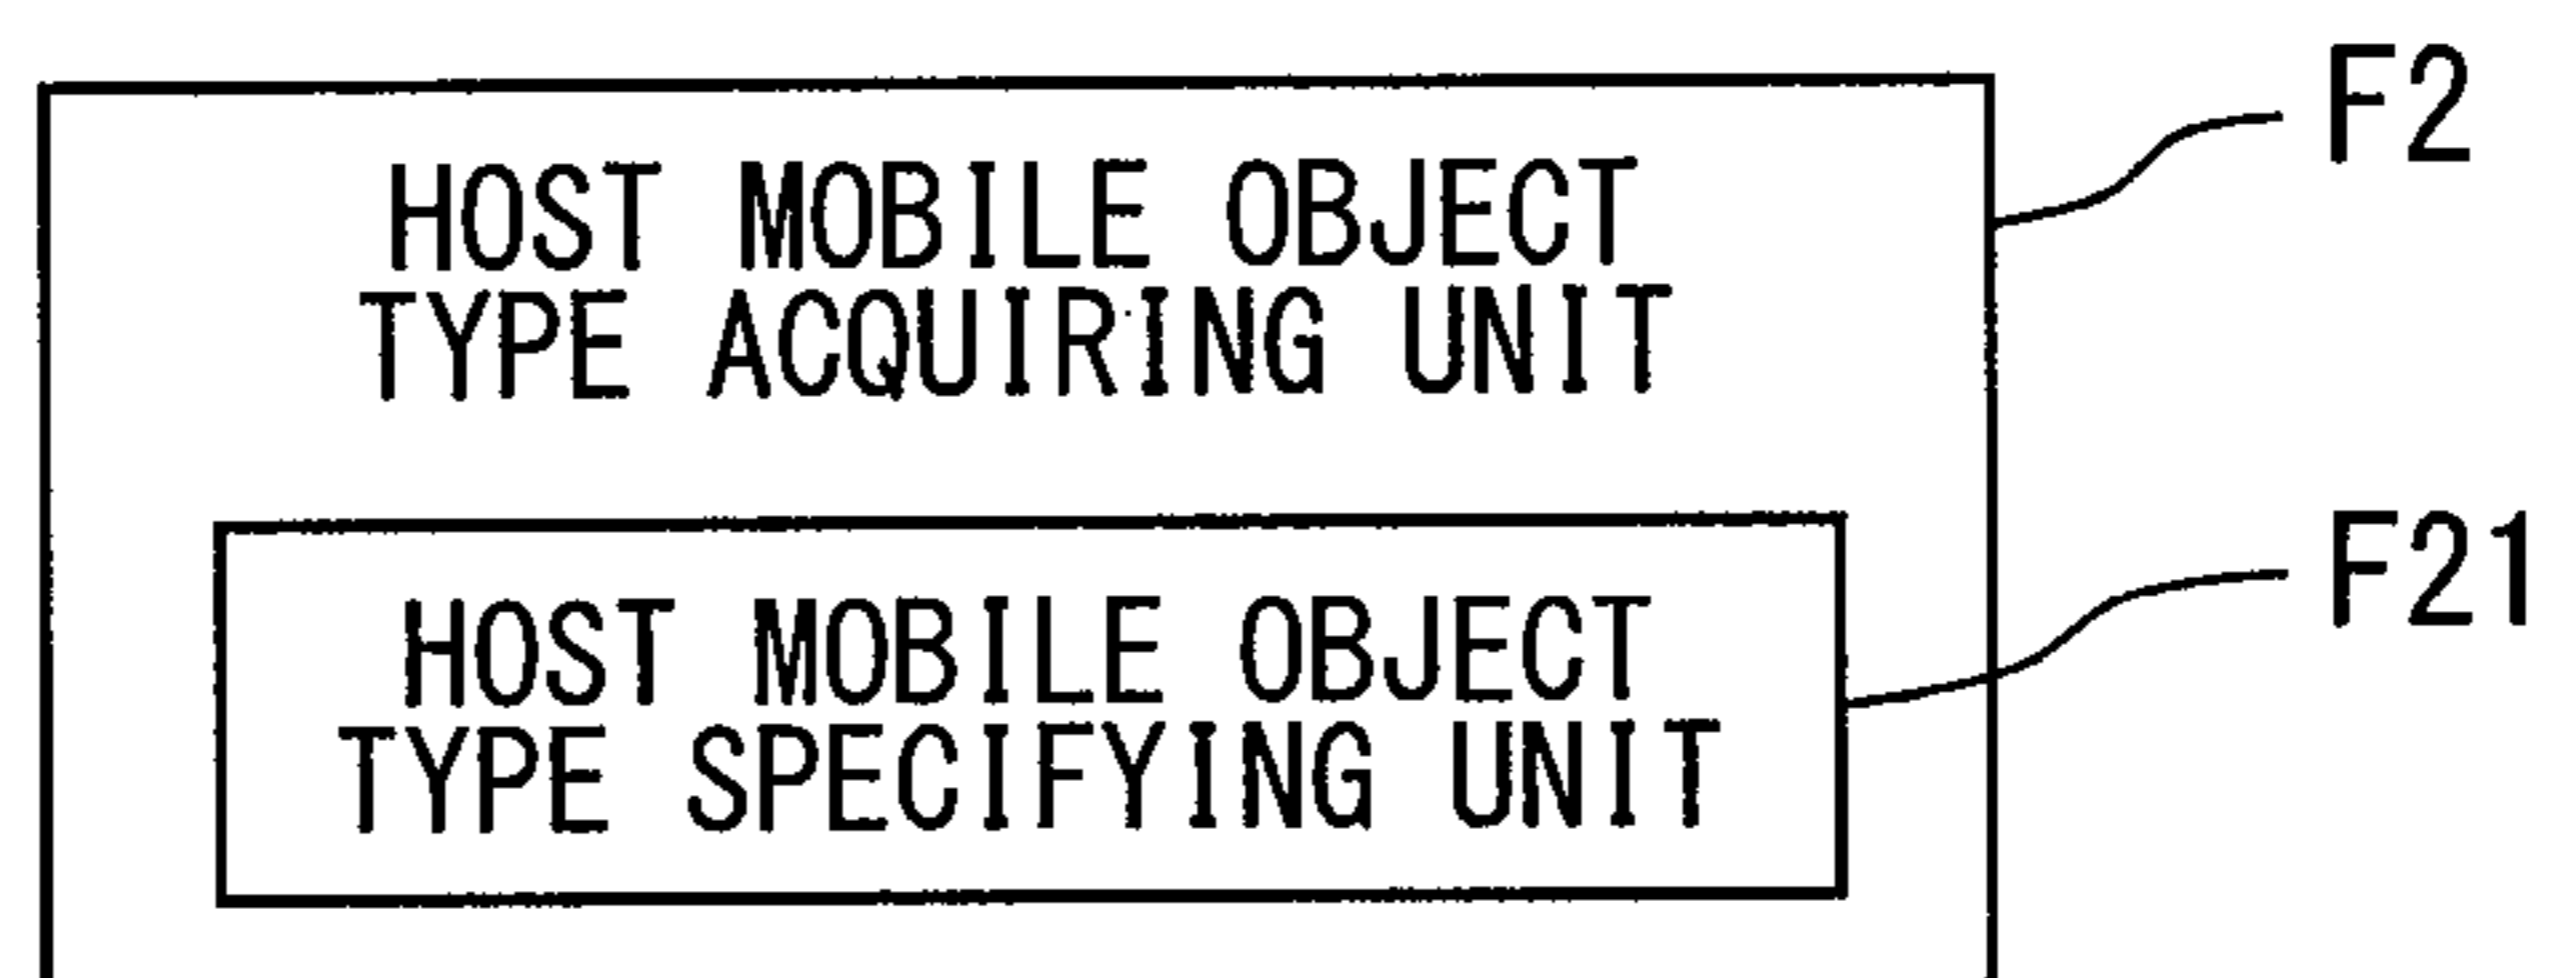 F2
HOST MOBILE OBJECT
TYPE ACQUIRING UNIT
F21
HOST MOBILE OBJECT
TYPE SPECIFYING UNIT